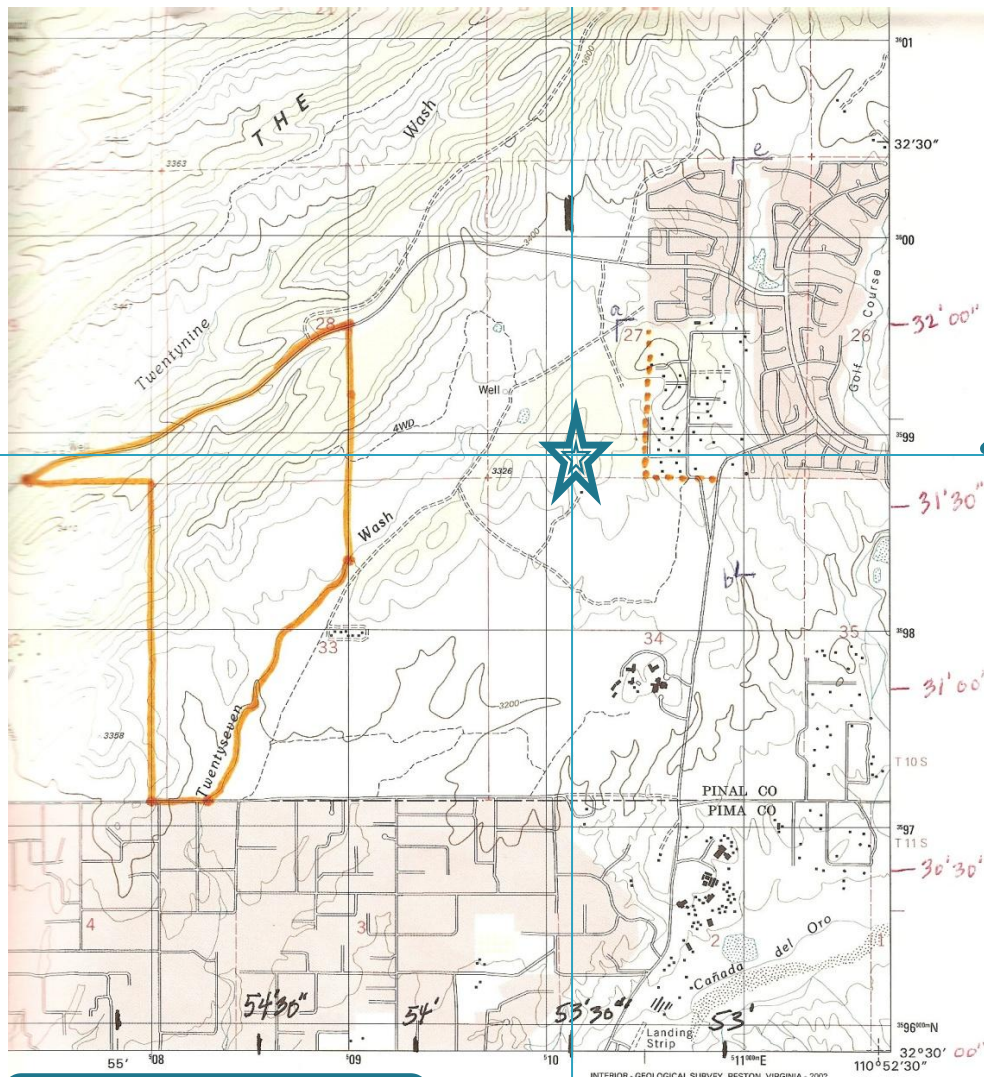 3601
32'30"
THE
Wash
3800
e
3363
3600
3400
Twentynine
28
a
27
32'00"
26
Golf Course
Well
4WD
3599
3326
31'30"
Wash
b
3598
33
34
35
31'00"
3200
3358
Twentyseven
T 10 S
PINAL CO
PIMA CO
3597
T 11 S
30'30"
4
3
2
1
Cañada del Oro
54'30"
54'
53'30"
53'
Landing
Strip
3596000m N
32°30' 00"
55'
508
509
510
511000m E
110°52'30"
INTERIOR - GEOLOGICAL SURVEY, RESTON, VIRGINIA - 2002